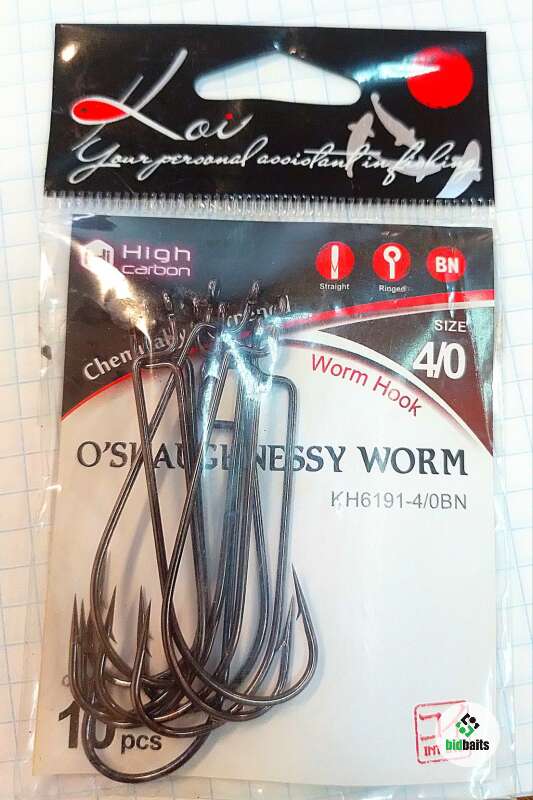 Koi
Your personal assistant in fishing
Hi High
carbon
Straight
Ringed
BN
SIZE
4/0
Worm Hook
O'SHAUGHNESSY WORM
KH6191-4/0BN
10 pcs
bidbaits